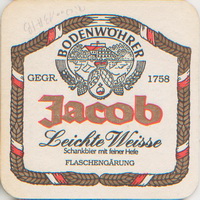 BODENWÖHRER
GEGR. 1758
Jacob
Leichte Weisse
Schankbier mit feiner Hefe
FLASCHENGÄRUNG